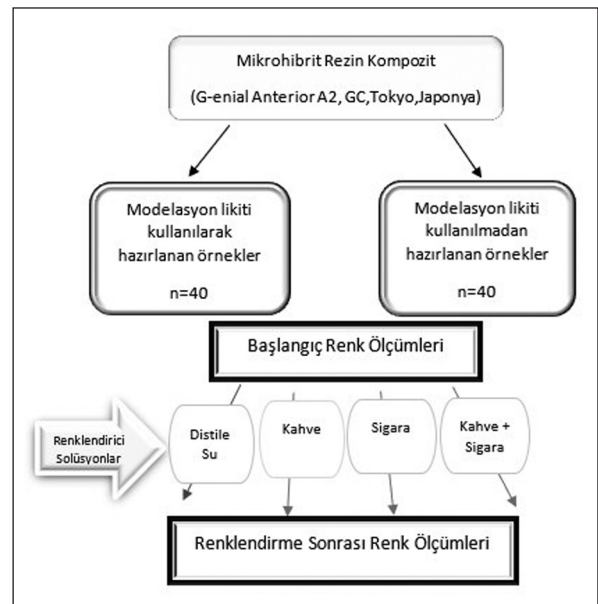 Mikrohibrit Rezin Kompozit
(G-enial Anterior A2, GC,Tokyo,Japonya)
Modelasyon likiti
kullanılarak
hazırlanan örnekler
n=40
Modelasyon likiti
kullanılmadan
hazırlanan örnekler
n=40
Başlangıç Renk Ölçümleri
Renklendirici
Solüsyonlar
Distile
Su
Kahve
Sigara
Kahve +
Sigara
Renklendirme Sonrası Renk Ölçümleri